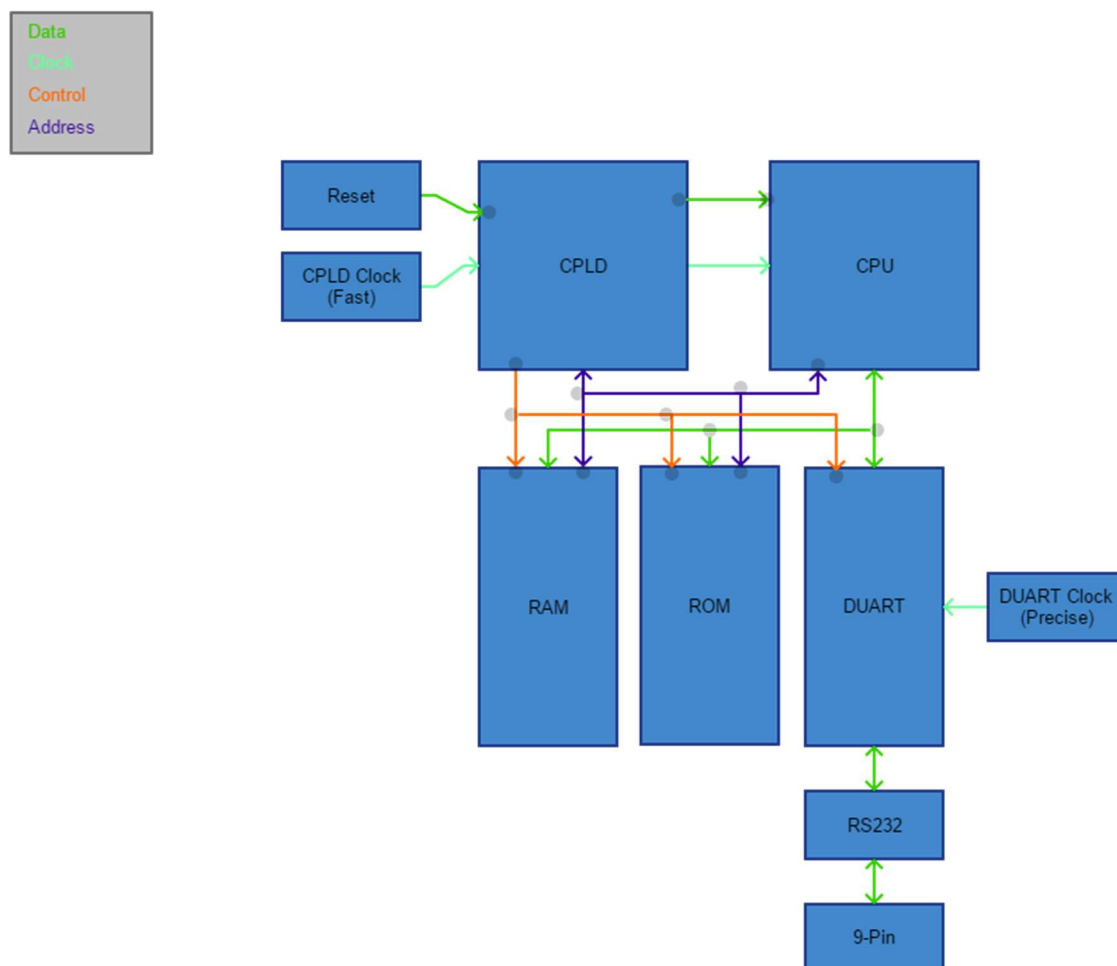 Data
Clock
Control
Address
Reset
CPLD
CPU
CPLD Clock
(Fast)
RAM
ROM
DUART
DUART Clock
(Precise)
RS232
9-Pin